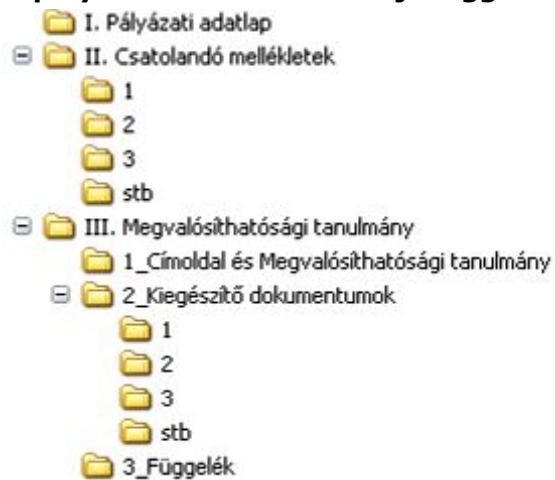 I. Pályázati adatlap
II. Csatolandó mellékletek
1
2
3
stb
III. Megvalósíthatósági tanulmány
1_Címoldal és Megvalósíthatósági tanulmány
2_Kiegészítő dokumentumok
1
2
3
stb
3_Függelék